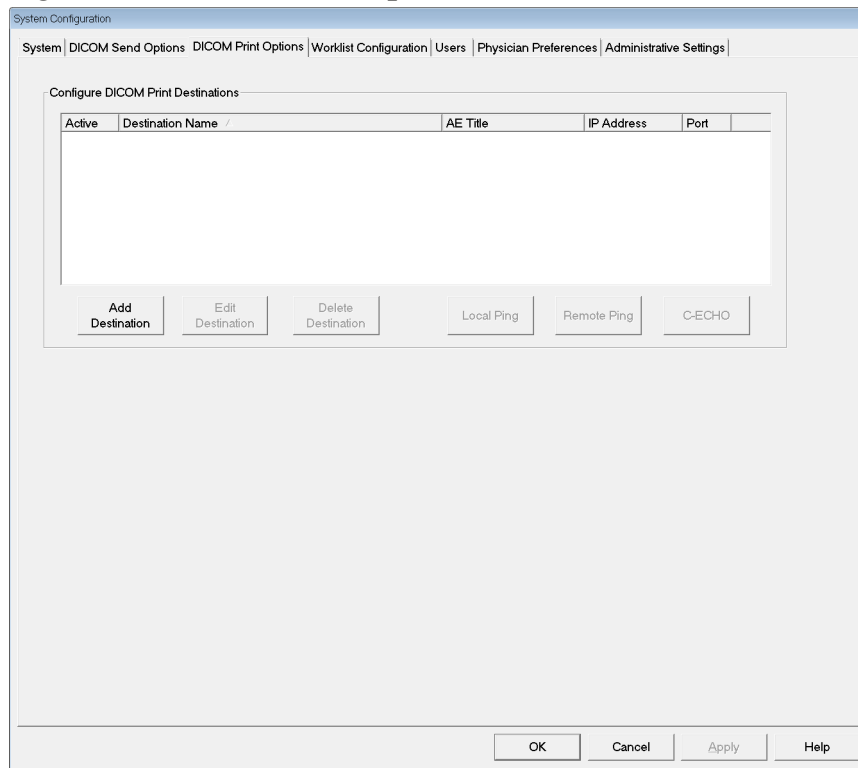 System Configuration
System DICOM Send Options DICOM Print Options Worklist Configuration Users Physician Preferences Administrative Settings
Configure DICOM Print Destinations
Active Destination Name AE Title IP Address Port
Add Destination Edit Destination Delete Destination Local Ping Remote Ping C-ECHO
OK Cancel Apply Help